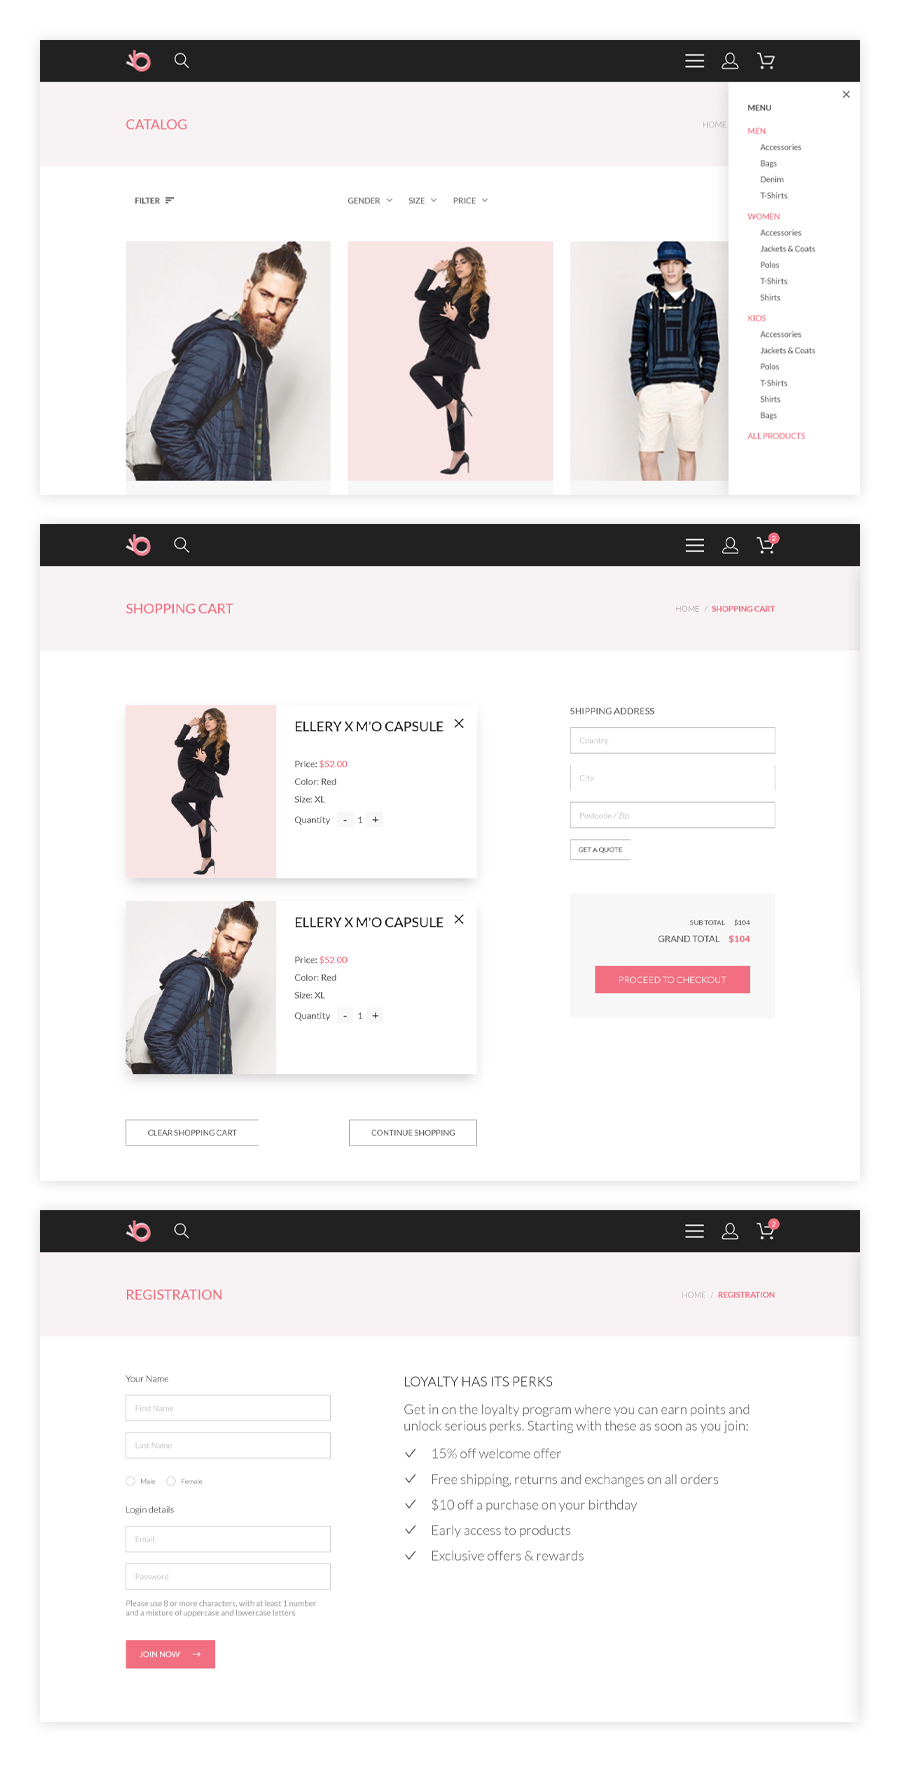 CATALOG
HOME
FILTER
GENDER
SIZE
PRICE
MENU
MEN
Accessories
Bags
Denim
T-Shirts
WOMEN
Accessories
Jackets & Coats
Polos
T-Shirts
Shirts
KIDS
Accessories
Jackets & Coats
Polos
T-Shirts
Shirts
Bags
ALL PRODUCTS
2
SHOPPING CART
HOME / SHOPPING CART
ELLERY X M'O CAPSULE
Price: $52.00
Color: Red
Size: XL
Quantity - 1 +
ELLERY X M'O CAPSULE
Price: $52.00
Color: Red
Size: XL
Quantity - 1 +
CLEAR SHOPPING CART
CONTINUE SHOPPING
SHIPPING ADDRESS
Country
City
Postcode / Zip
GET A QUOTE
SUB TOTAL $104
GRAND TOTAL $104
PROCEED TO CHECKOUT
2
REGISTRATION
HOME / REGISTRATION
Your Name
First Name
Last Name
Male Female
Login details
Email
Password
Please use 8 or more characters, with at least 1 number
and a mixture of uppercase and lowercase letters
JOIN NOW
LOYALTY HAS ITS PERKS
Get in on the loyalty program where you can earn points and
unlock serious perks. Starting with these as soon as you join:
15% off welcome offer
Free shipping, returns and exchanges on all orders
$10 off a purchase on your birthday
Early access to products
Exclusive offers & rewards